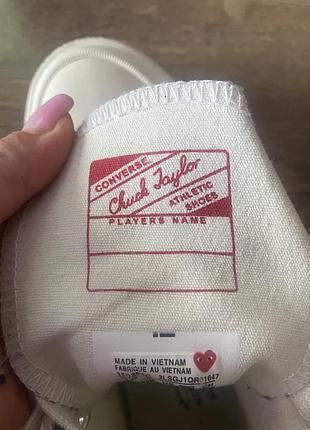 CONVERSE
Chuck Taylor
ATHLETIC
SHOES
PLAYERS NAME
MADE IN VIETNAM
FABRIQUE AU VIETNAM